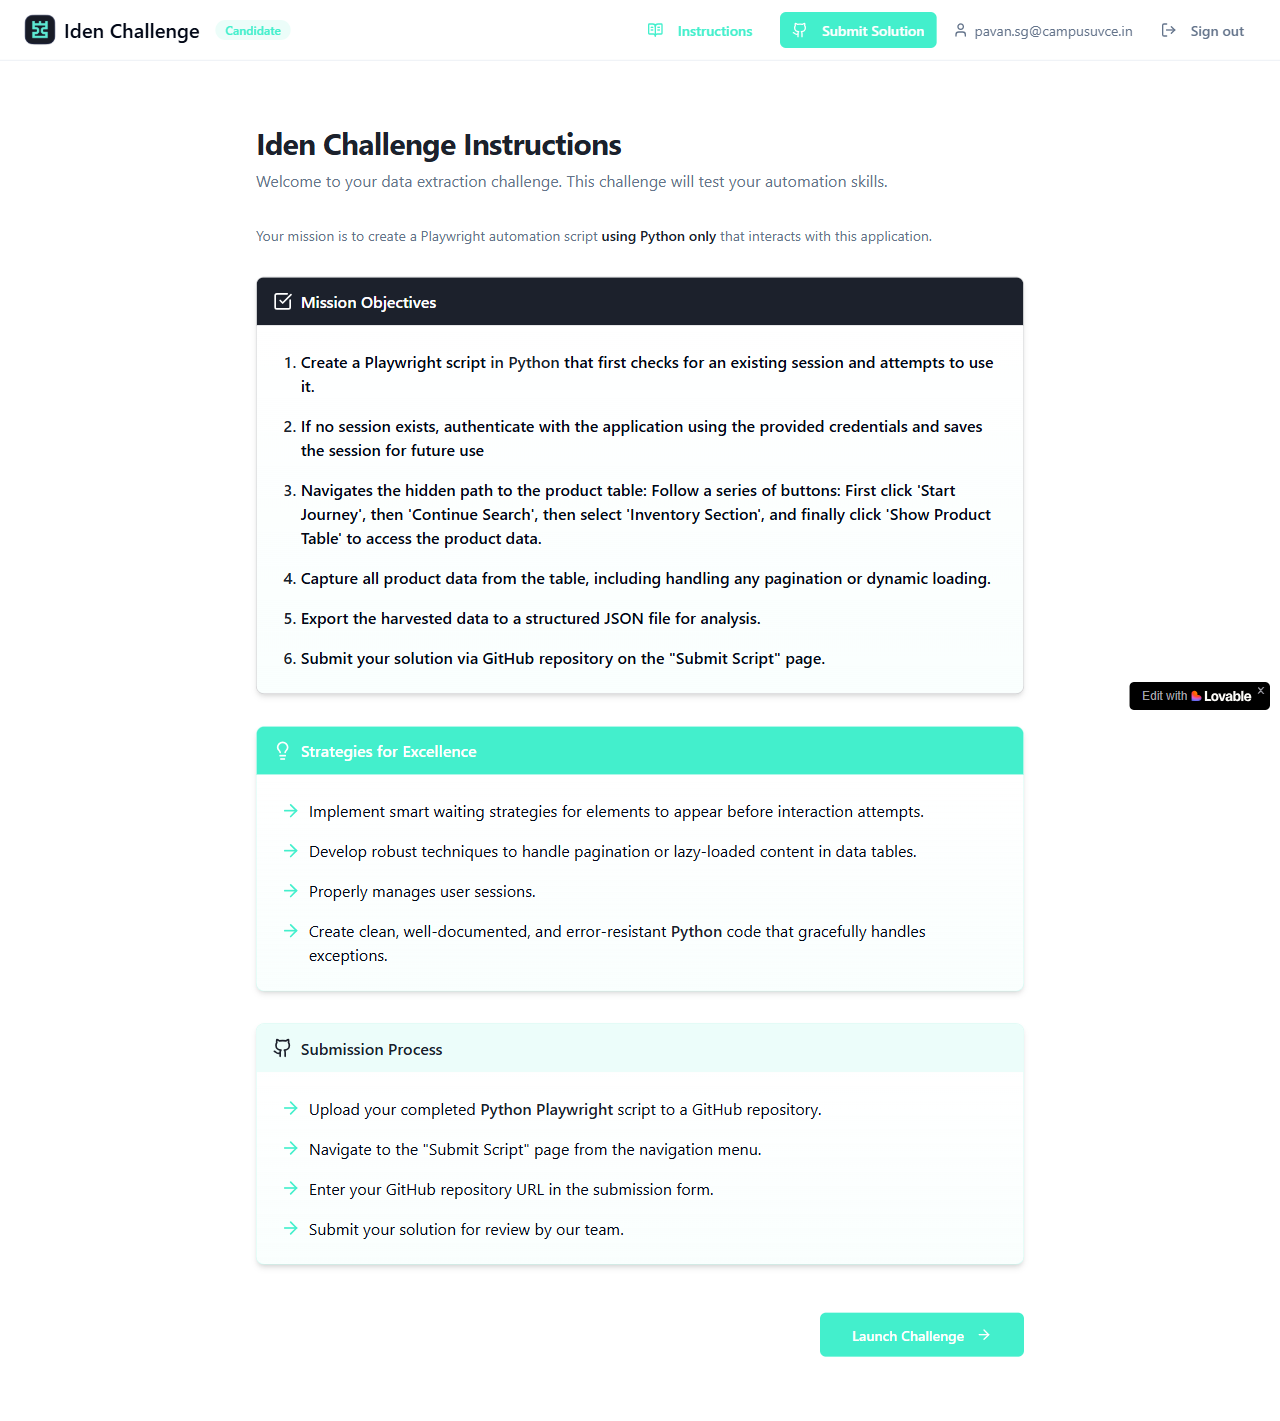 Iden Challenge
Candidate
Instructions
Submit Solution
pavan.sg@campusuvce.in
Sign out
Iden Challenge Instructions
Welcome to your data extraction challenge. This challenge will test your automation skills.
Your mission is to create a Playwright automation script using Python only that interacts with this application.
Mission Objectives
1. Create a Playwright script in Python that first checks for an existing session and attempts to use
it.
2. If no session exists, authenticate with the application using the provided credentials and saves
the session for future use
3. Navigates the hidden path to the product table: Follow a series of buttons: First click 'Start
Journey', then 'Continue Search', then select 'Inventory Section', and finally click 'Show Product
Table' to access the product data.
4. Capture all product data from the table, including handling any pagination or dynamic loading.
5. Export the harvested data to a structured JSON file for analysis.
6. Submit your solution via GitHub repository on the "Submit Script" page.
Edit with Lovable x
Strategies for Excellence
Implement smart waiting strategies for elements to appear before interaction attempts.
Develop robust techniques to handle pagination or lazy-loaded content in data tables.
Properly manages user sessions.
Create clean, well-documented, and error-resistant Python code that gracefully handles
exceptions.
Submission Process
Upload your completed Python Playwright script to a GitHub repository.
Navigate to the "Submit Script" page from the navigation menu.
Enter your GitHub repository URL in the submission form.
Submit your solution for review by our team.
Launch Challenge